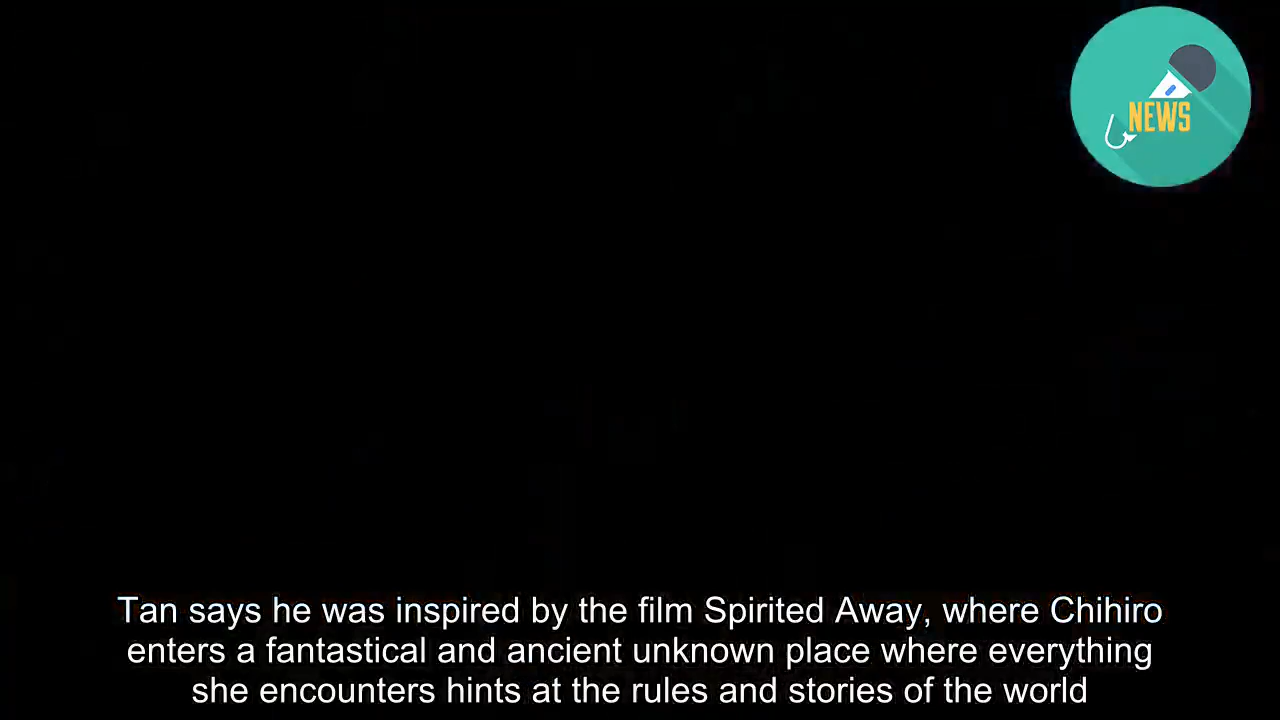 NEWS
Tan says he was inspired by the film Spirited Away, where Chihiro
enters a fantastical and ancient unknown place where everything
she encounters hints at the rules and stories of the world